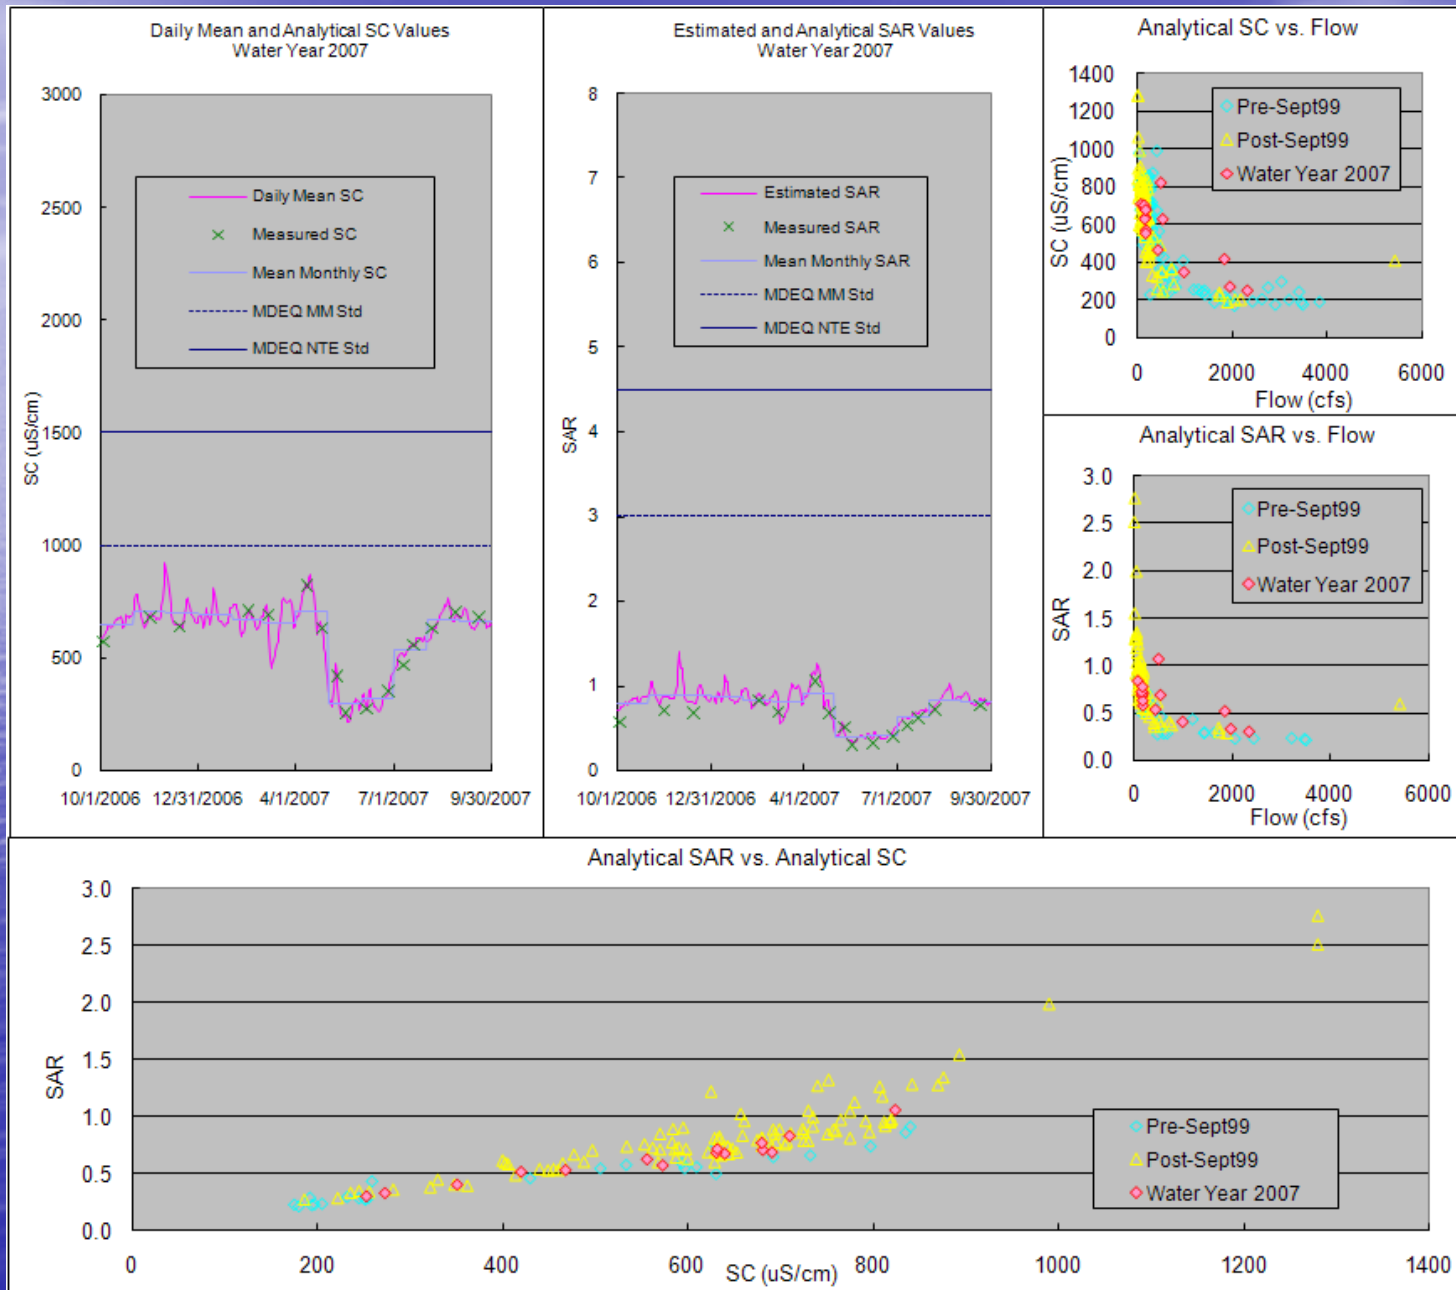 Daily Mean and Analytical SC Values
Water Year 2007
3000
2500
2000
1500
1000
500
0
SC (uS/cm)
Daily Mean SC
Measured SC
Mean Monthly SC
MDEQ MM Std
MDEQ NTE Std
10/1/2006
12/31/2006
4/1/2007
7/1/2007
9/30/2007
Estimated and Analytical SAR Values
Water Year 2007
8
7
6
5
4
3
2
1
0
SAR
Estimated SAR
Measured SAR
Mean Monthly SAR
MDEQ MM Std
MDEQ NTE Std
10/1/2006
12/31/2006
4/1/2007
7/1/2007
9/30/2007
Analytical SC vs. Flow
1400
1200
1000
800
600
400
200
0
SC (uS/cm)
Pre-Sept99
Post-Sept99
Water Year 2007
0
2000
4000
6000
Flow (cfs)
Analytical SAR vs. Flow
3.0
2.5
2.0
1.5
1.0
0.5
0.0
SAR
Pre-Sept99
Post-Sept99
Water Year 2007
0
2000
4000
6000
Flow (cfs)
Analytical SAR vs. Analytical SC
3.0
2.5
2.0
1.5
1.0
0.5
0.0
SAR
Pre-Sept99
Post-Sept99
Water Year 2007
0
200
400
600
800
1000
1200
1400
SC (uS/cm)